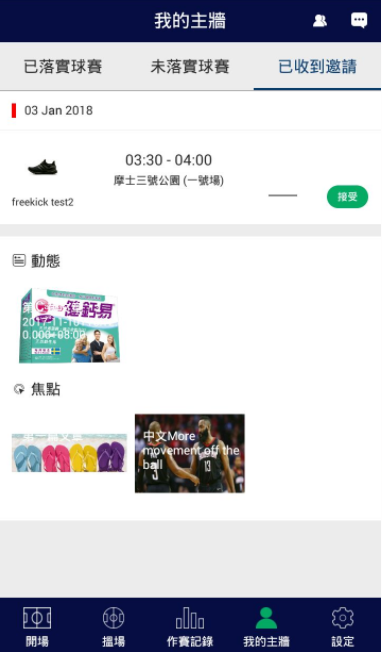 我的主牆
已落實球賽
未落實球賽
已收到邀請
03 Jan 2018
03:30 - 04:00
摩士三號公園 (一號場)
freekick test2
接受
動態
隨鈣易
焦點
中文More
movement off the
ball
開場
搵場
作賽記錄
我的主牆
設定